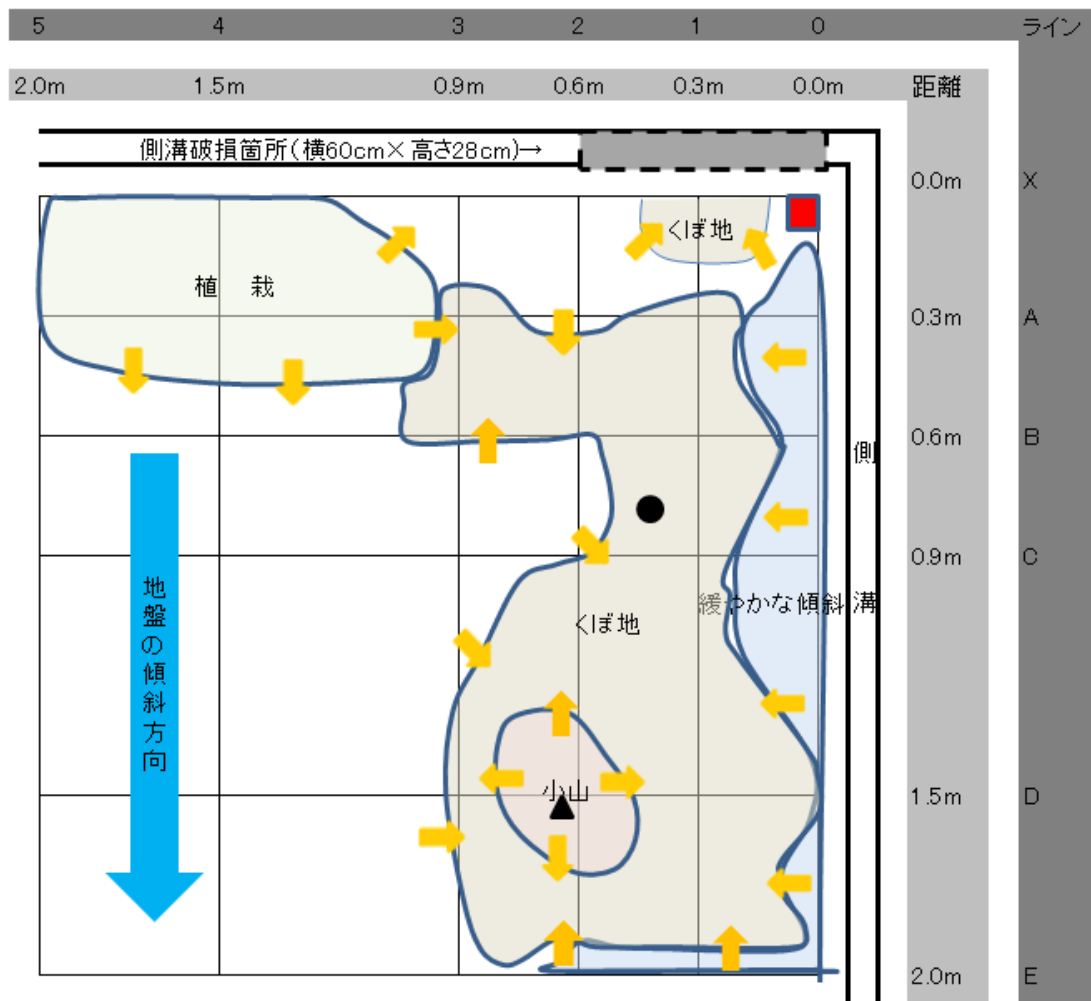 5 4 3 2 1 0 ライン
2.0m 1.5m 0.9m 0.6m 0.3m 0.0m 距離
側溝破損箇所(横60cm×高さ28cm)→
0.0m X
くぼ地
植 栽
0.3m A
0.6m B
側
0.9m C
緩やかな傾斜 溝
くぼ地
地盤の傾斜方向
小山
1.5m D
2.0m E